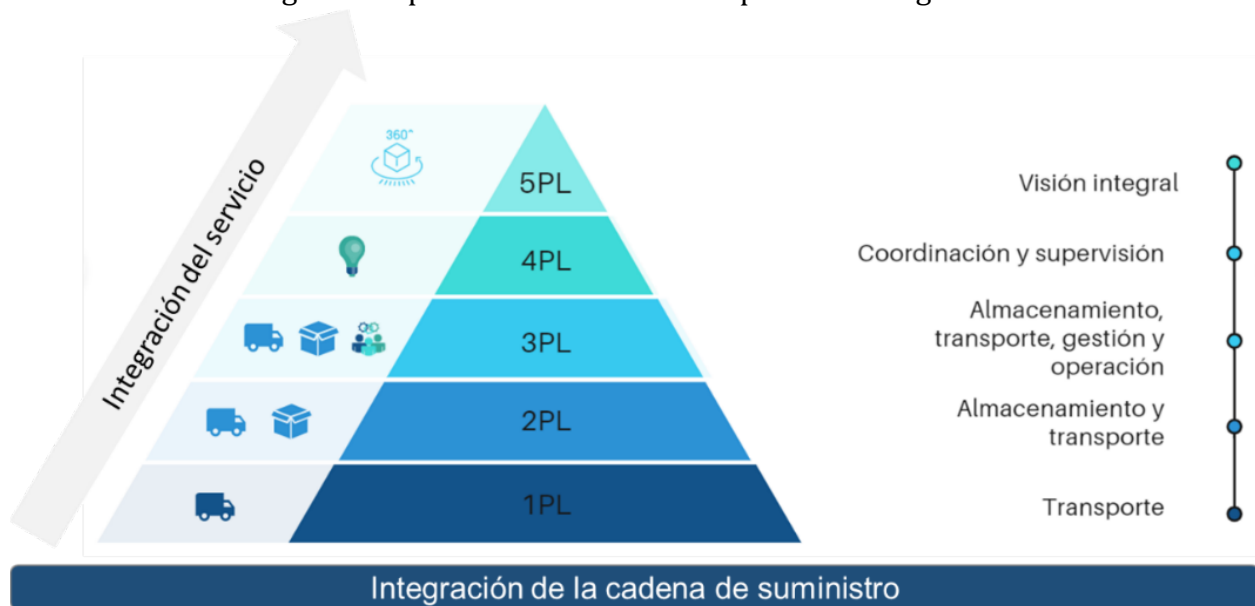 Integración del servicio
360°
5PL
Visión integral
4PL
Coordinación y supervisión
3PL
Almacenamiento,
transporte, gestión y
operación
2PL
Almacenamiento y
transporte
1PL
Transporte
Integración de la cadena de suministro